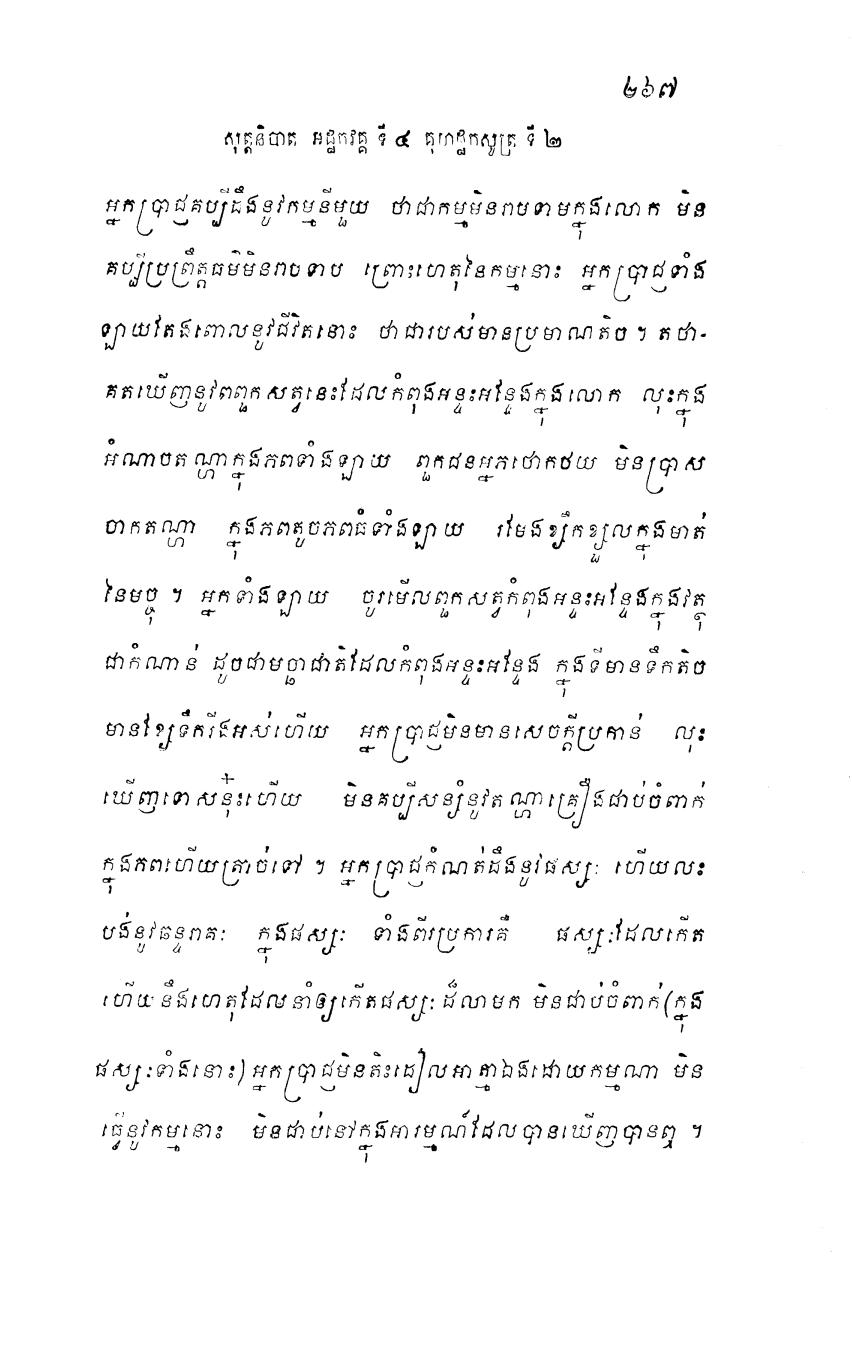 ២៦៧
សុត្តនិបាត អដ្ឋកវគ្គ ទី ៤ គុហដ្ឋកសូត្រ ទី ២
អ្នកប្រាជ្ញគប្បីដឹងនូវកម្មនីមួយ ថាជាកម្មមិនរាបទាបក្នុងលោក មិន
គប្បីប្រព្រឹត្តធម៌មិនរាបទាប ព្រោះហេតុនៃកម្មនោះ អ្នកប្រាជ្ញទាំង
ឡាយតែងពោលនូវជីវិតនោះ ថាជារបស់មានប្រមាណតិច ។ តថា-
គតឃើញនូវពពួកសត្វនេះដែលកំពុងអន្ទះអន្ទែងក្នុងលោក លុះក្នុង
អំណាចតណ្ហាក្នុងភពទាំងឡាយ ពួកជនអ្នកថោកថយ មិនប្រាស
ចាកតណ្ហា ក្នុងភពតូចភពធំទាំងឡាយ រមែងខ្សឹកខ្សួលក្នុងមាត់
នៃមច្ចុ ។ អ្នកទាំងឡាយ ចូរមើលពួកសត្វកំពុងអន្ទះអន្ទែងក្នុងវត្ថុ
ជាកំណាន់ ដូចជាមច្ឆាជាតិដែលកំពុងអន្ទះអន្ទែង ក្នុងទីមានទឹកតិច
មានខ្សែទឹករីងអស់ហើយ អ្នកប្រាជ្ញមិនមានសេចក្តីប្រកាន់ លុះ
ឃើញទោសនុ៎ះហើយ មិនគប្បីសន្សំនូវតណ្ហាគ្រឿងជាប់ចំពាក់
ក្នុងភពហើយត្រាច់ទៅ ។ អ្នកប្រាជ្ញកំណត់ដឹងនូវផស្សៈ ហើយលះ
បង់នូវឆន្ទរាគៈ ក្នុងផស្សៈ ទាំងពីរប្រការគឺ ផស្សៈដែលកើត
ហើយ នឹងហេតុដែលនាំឲ្យកើតផស្សៈ ដ៏លាមក មិនជាប់ចំពាក់ (ក្នុង
ផស្សៈទាំងនោះ) អ្នកប្រាជ្ញមិនតិះដៀលអាត្មាឯងដោយកម្មណា មិន
ធ្វើនូវកម្មនោះ មិនជាប់នៅក្នុងអារម្មណ៍ដែលបានឃើញបានឮ ។